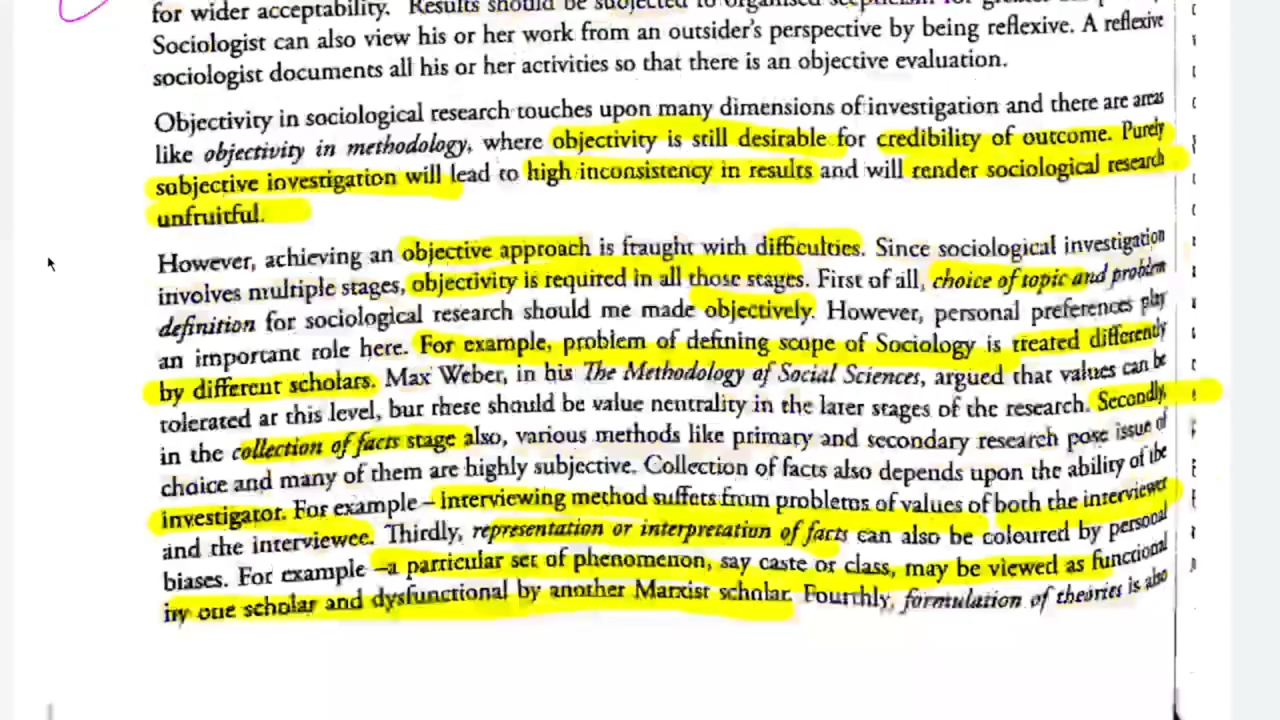 for wider acceptability. Results should be subjected to organised scepticism for greater
Sociologist can also view his or her work from an outsider's perspective by being reflexive. A reflexive
sociologist documents all his or her activities so that there is an objective evaluation.
Objectivity in sociological research touches upon many dimensions of investigation and there are areas
like objectivity in methodology, where objectivity is still desirable for credibility of outcome. Purely
subjective investigation will lead to high inconsistency in results and will render sociological research
unfruitful.
However, achieving an objective approach is fraught with difficulties. Since sociological investigation
involves multiple stages, objectivity is required in all those stages. First of all, choice of topic and problem
definition for sociological research should me made objectively. However, personal preferences play
an important role here. For example, problem of defining scope of Sociology is treated differently
by different scholars. Max Weber, in his The Methodology of Social Sciences, argued that values can be
tolerated at this level, but these should be value neutrality in the later stages of the research. Secondly,
in the collection of facts stage also, various methods like primary and secondary research pose issue of
choice and many of them are highly subjective. Collection of facts also depends upon the ability of the
investigator. For example – interviewing method suffers from problems of values of both the interviewer
and the interviewee. Thirdly, representation or interpretation of facts can also be coloured by personal
biases. For example –a particular set of phenomenon, say caste or class, may be viewed as functional
by one scholar and dysfunctional by another Marxist scholar. Fourthly, formulation of theories is also